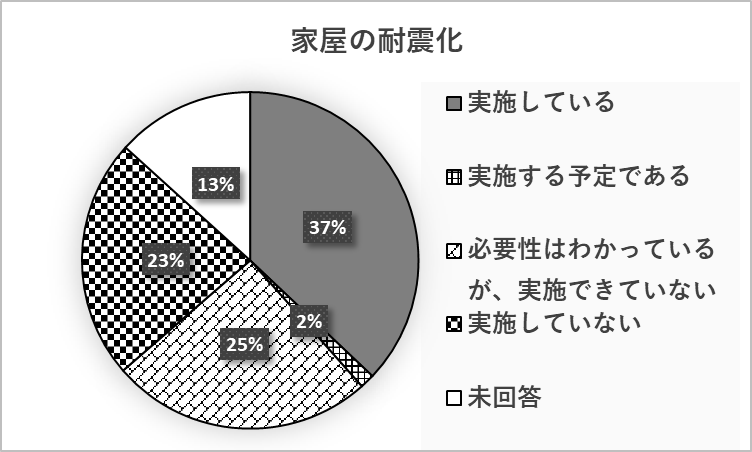 家屋の耐震化
実施している
実施する予定である
必要性はわかっている
が、実施できていない
実施していない
未回答
37%
2%
25%
23%
13%